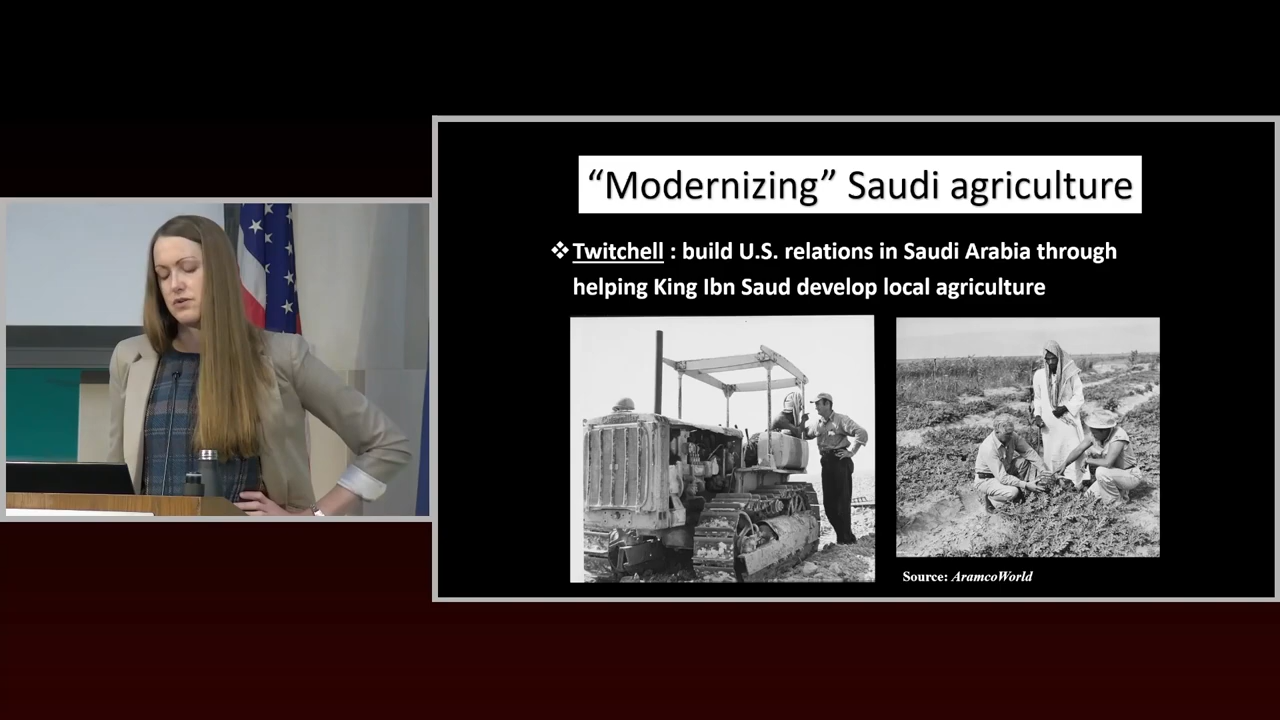 “Modernizing” Saudi agriculture
❖ Twitchell : build U.S. relations in Saudi Arabia through
helping King Ibn Saud develop local agriculture
Source: AramcoWorld